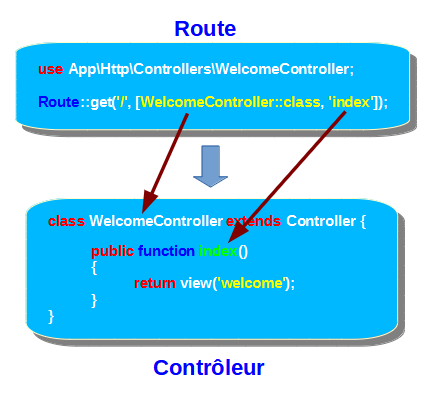 Route
use App\Http\Controllers\WelcomeController;
Route::get('/', [WelcomeController::class, 'index']);
class WelcomeController extends Controller {
public function index()
{
return view('welcome');
}
}
Contrôleur